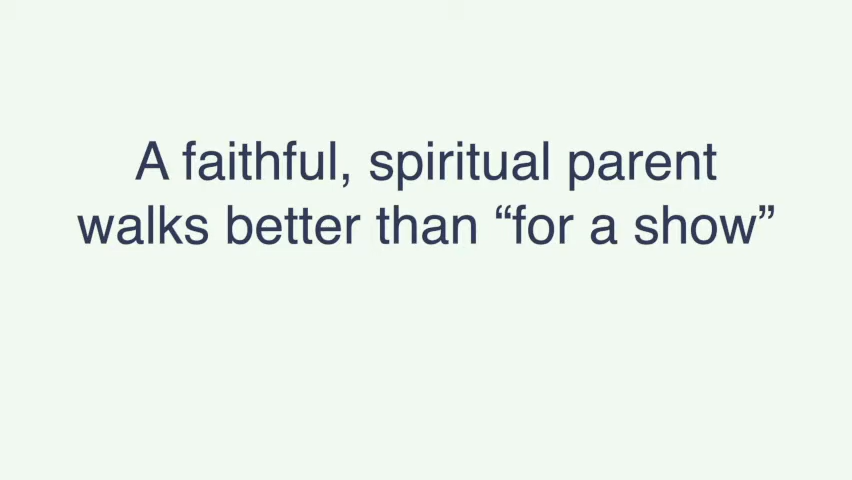 A faithful, spiritual parent
walks better than “for a show”